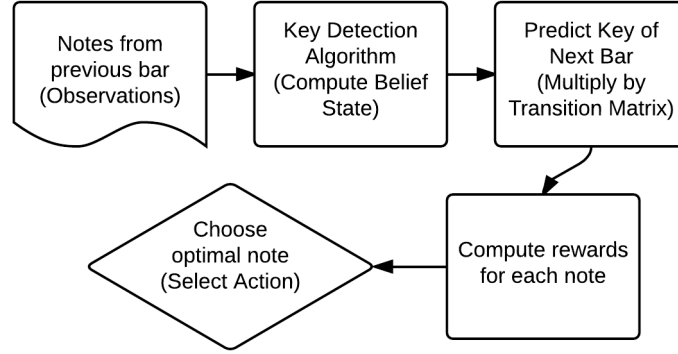 Notes from
previous bar
(Observations)
Key Detection
Algorithm
(Compute Belief
State)
Predict Key of
Next Bar
(Multiply by
Transition Matrix)
Compute rewards
for each note
Choose
optimal note
(Select Action)